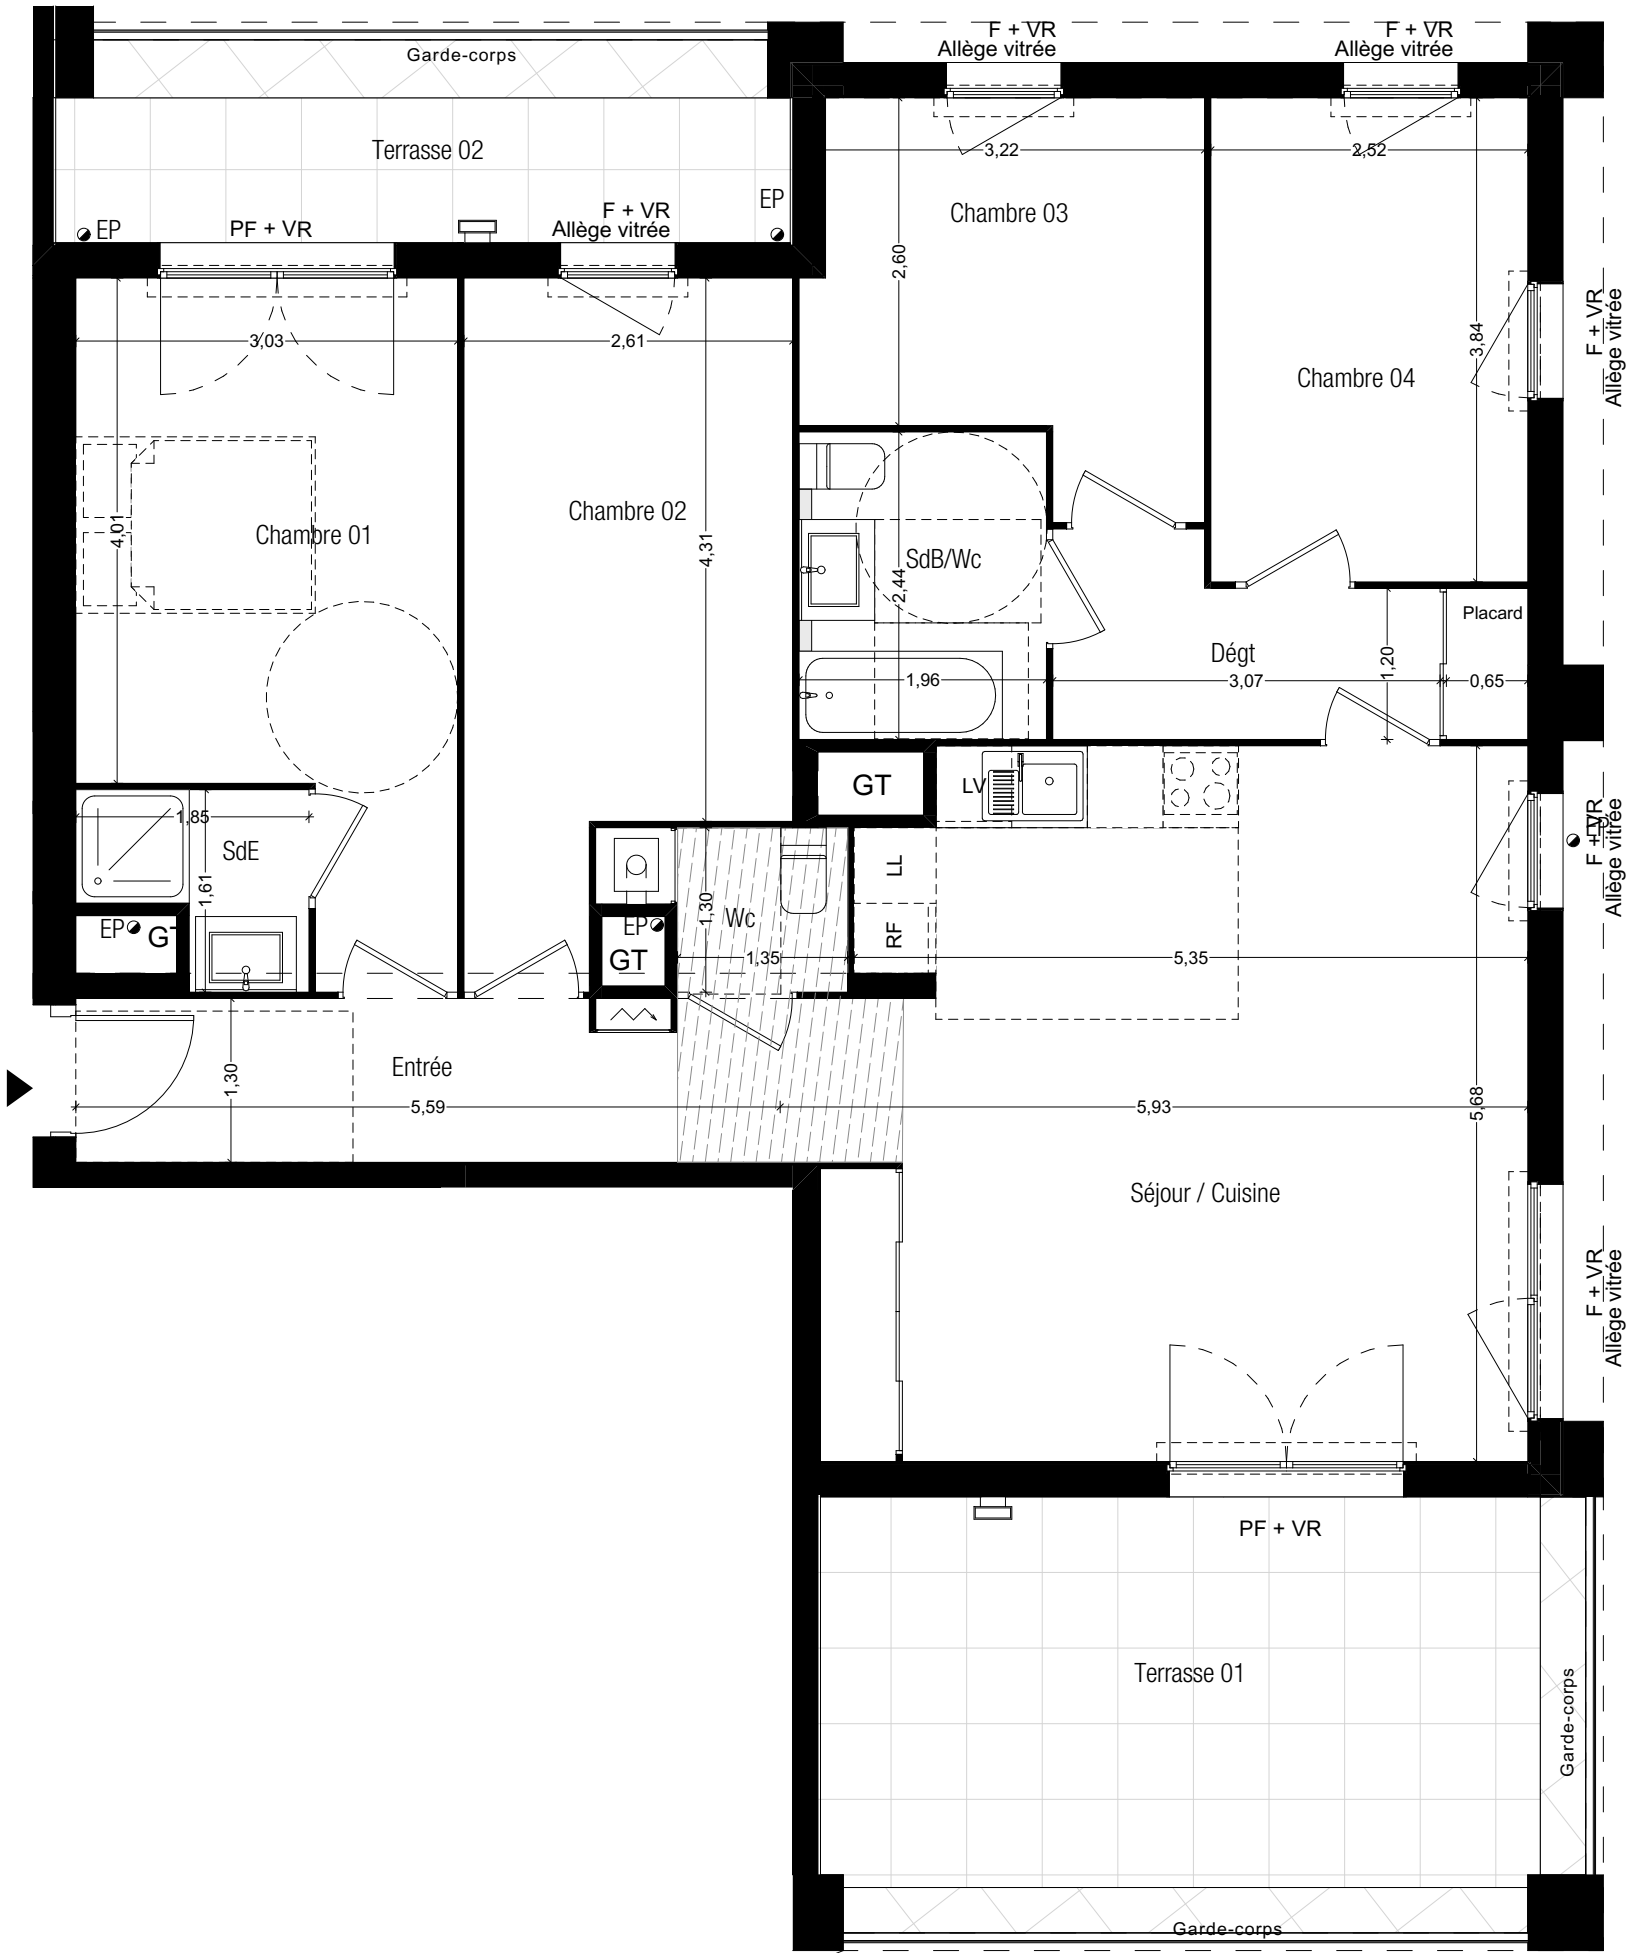 F + VR
Allège vitrée
F + VR
Allège vitrée
Garde-corps
Terrasse 02
3,22
2,52
EP
EP
PF + VR
F + VR
Allège vitrée
Chambre 03
2,60
3,03
2,61
3,84
F + VR
Allège vitrée
Chambre 04
4,01
Chambre 01
Chambre 02
4,31
SdB/Wc
2,44
Placard
Dégt
1,20
1,96
3,07
0,65
GT
LV
1,85
SdE
1,61
EP
F + VR
Allège vitrée
LL
EP
GT
EP
GT
1,30
Wc
RF
1,35
5,35
Entrée
1,30
5,59
5,93
5,68
Séjour / Cuisine
F + VR
Allège vitrée
PF + VR
Terrasse 01
Garde-corps
Garde-corps